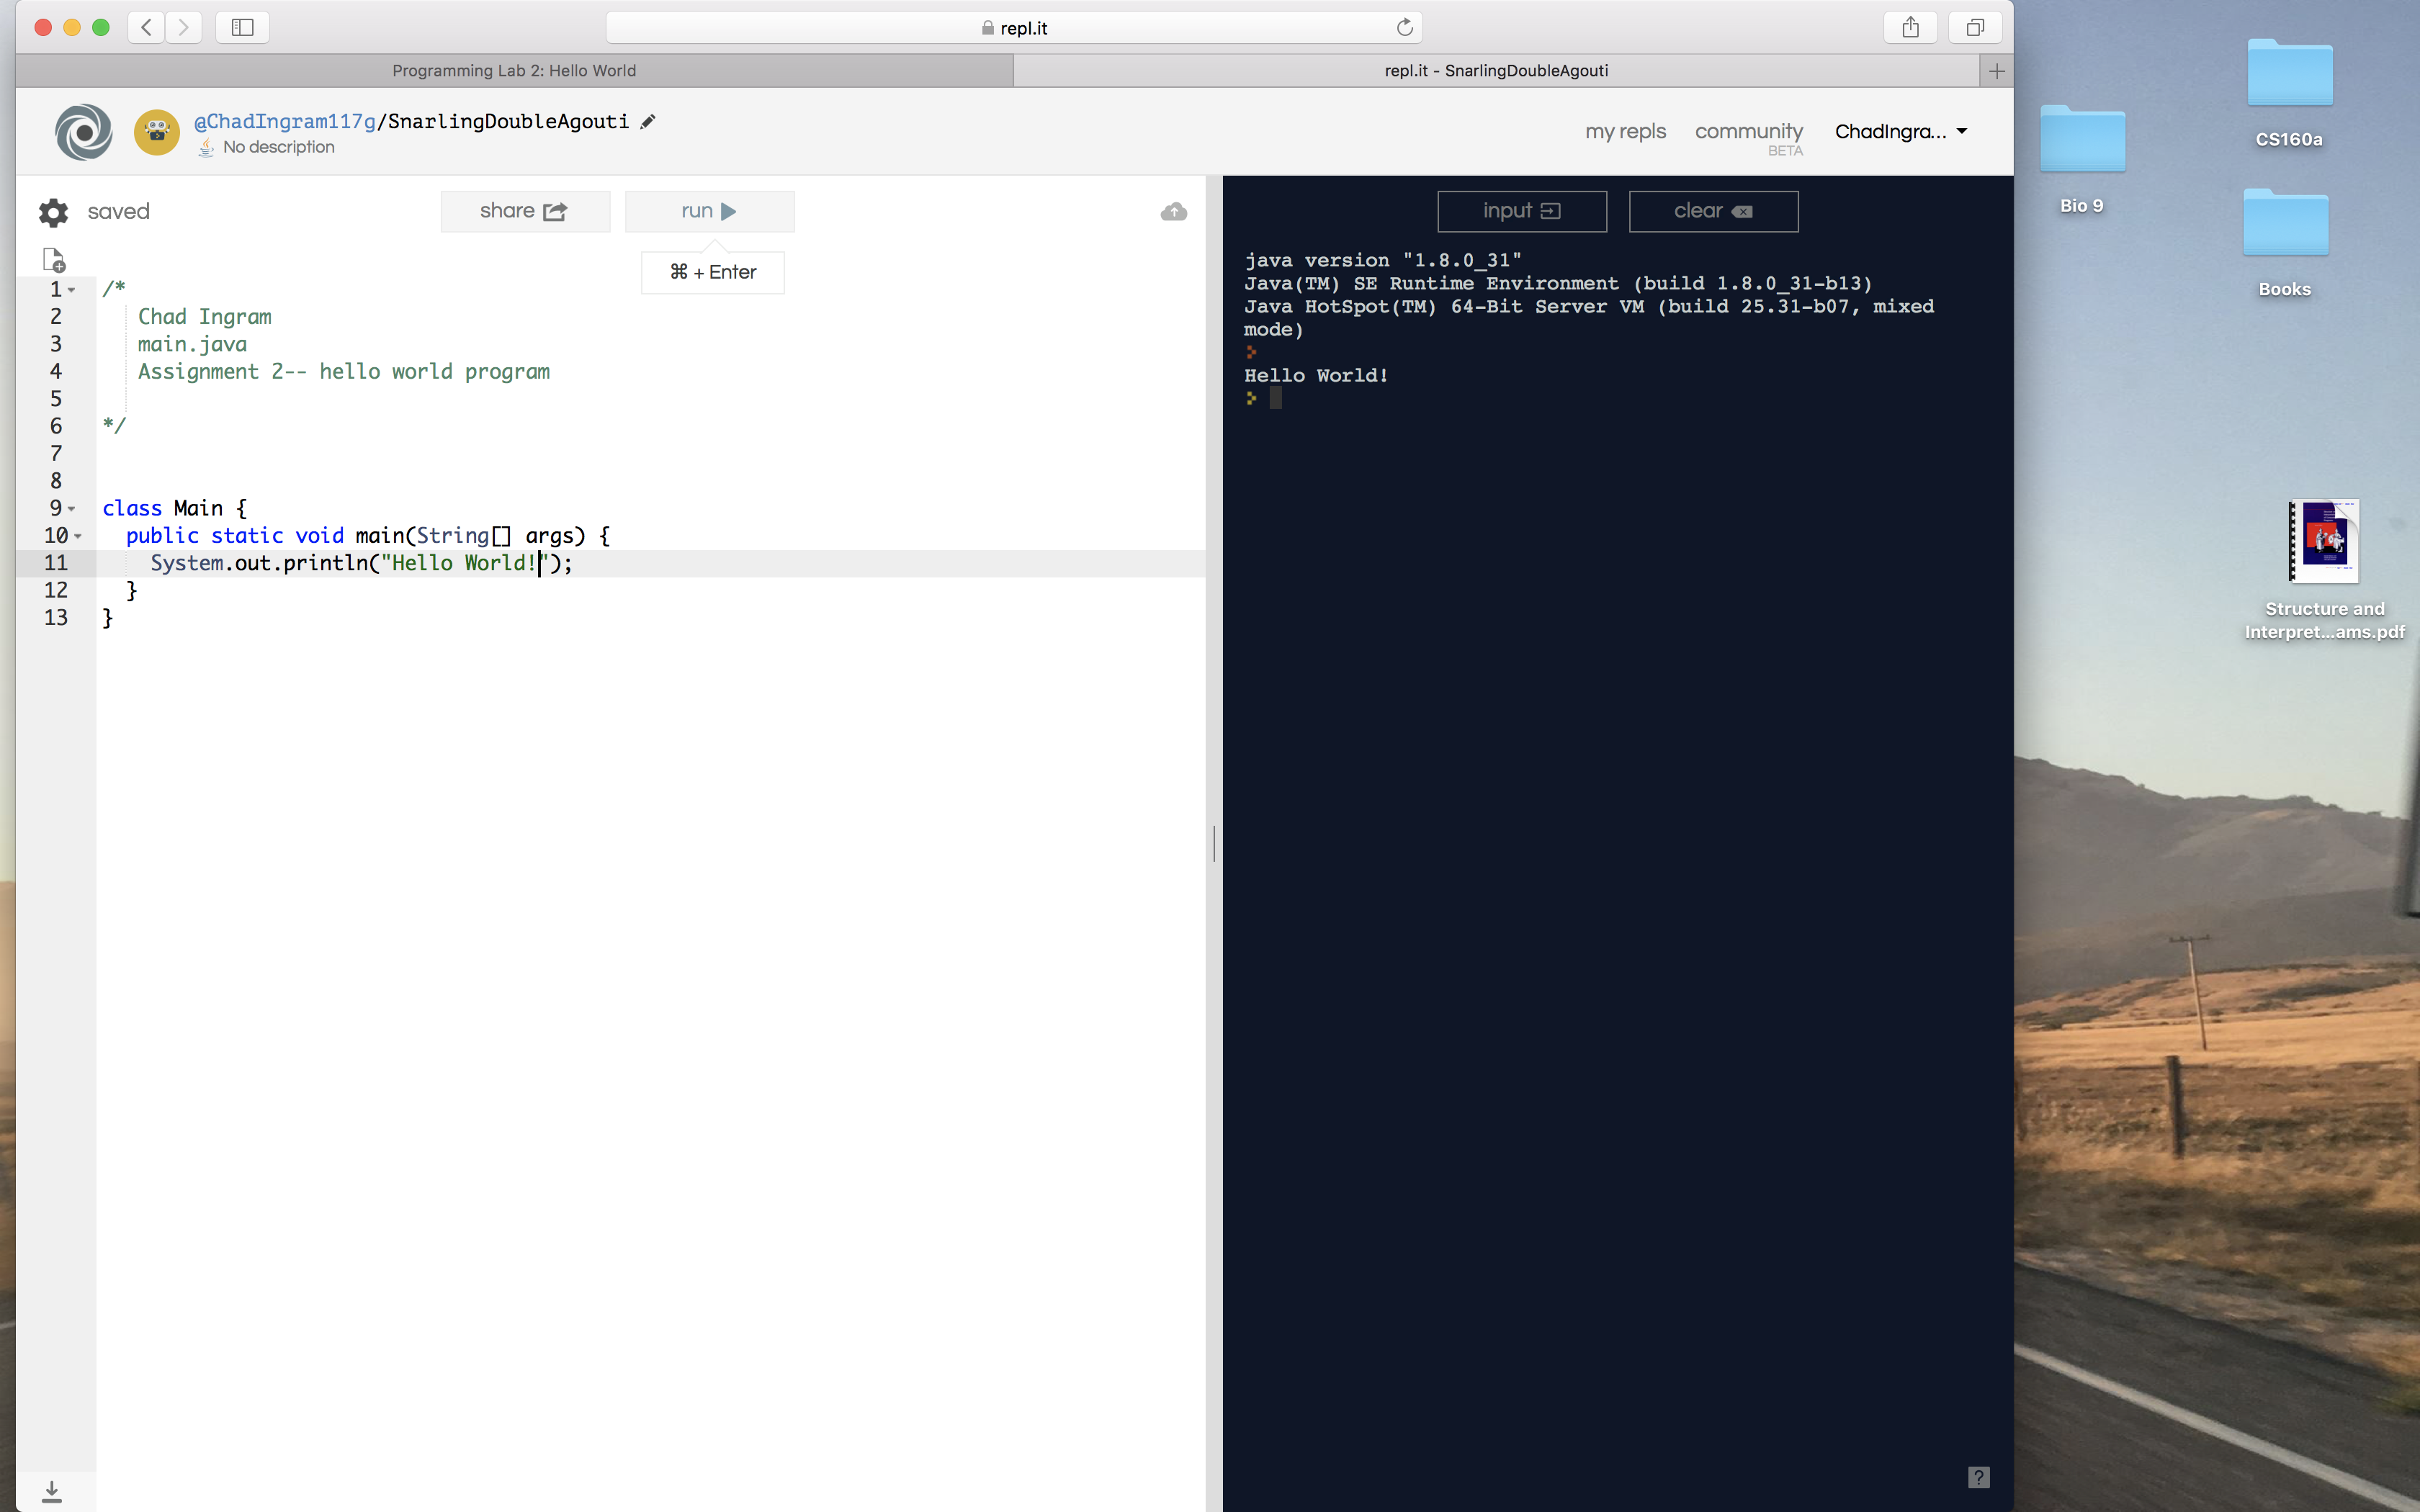 repl.it
Programming Lab 2: Hello World
repl.it - SnarlingDoubleAgouti
@ChadIngram117g/SnarlingDoubleAgouti
No description
my repls
community
BETA
ChadIngra...
saved
share
run
⌘ + Enter
1
/*
2
Chad Ingram
3
main.java
4
Assignment 2-- hello world program
5
6
*/
7
8
9
class Main {
10
public static void main(String[] args) {
11
System.out.println("Hello World!");
12
}
13
}
input
clear
java version "1.8.0_31"
Java(TM) SE Runtime Environment (build 1.8.0_31-b13)
Java HotSpot(TM) 64-Bit Server VM (build 25.31-b07, mixed
mode)
Hello World!
?
Bio 9
CS160a
Books
Structure and
Interpret...ams.pdf